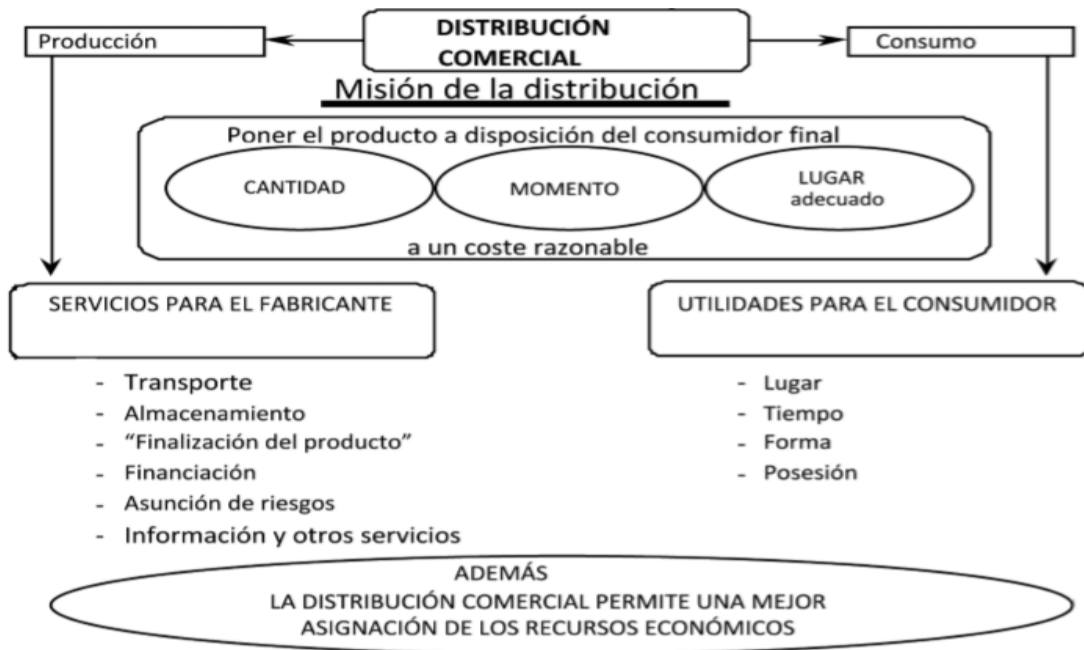 Producción
DISTRIBUCIÓN
COMERCIAL
Consumo
Misión de la distribución
Poner el producto a disposición del consumidor final
CANTIDAD
MOMENTO
LUGAR
adecuado
a un coste razonable
SERVICIOS PARA EL FABRICANTE
- Transporte
- Almacenamiento
- “Finalización del producto”
- Financiación
- Asunción de riesgos
- Información y otros servicios
UTILIDADES PARA EL CONSUMIDOR
- Lugar
- Tiempo
- Forma
- Posesión
ADEMÁS
LA DISTRIBUCIÓN COMERCIAL PERMITE UNA MEJOR
ASIGNACIÓN DE LOS RECURSOS ECONÓMICOS